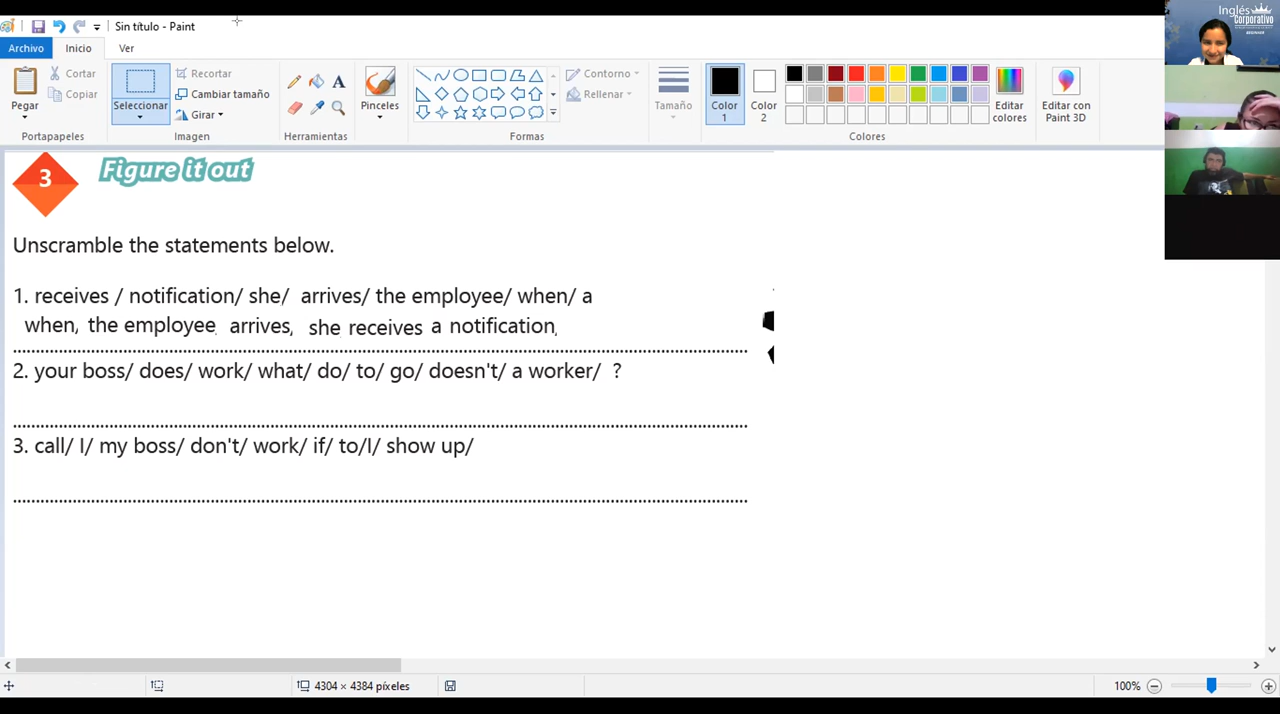 Sin título - Paint
Inglés
Corporativo
BEGINNER
Archivo
Inicio
Ver
Pegar
Cortar
Copiar
Portapapeles
Seleccionar
Recortar
Cambiar tamaño
Girar
Imagen
A
Herramientas
Pinceles
Contorno
Rellenar
Formas
Tamaño
Color
1
Color
2
Editar
colores
Colores
Editar con
Paint 3D
3
Figure it out
Unscramble the statements below.
1. receives / notification/ she/ arrives/ the employee/ when/ a
when, the employee arrives, she receives a notification,
2. your boss/ does/ work/ what/ do/ to/ go/ doesn't/ a worker/ ?
3. call/ I/ my boss/ don't/ work/ if/ to/I/ show up/
4304 × 4384 píxeles
100%